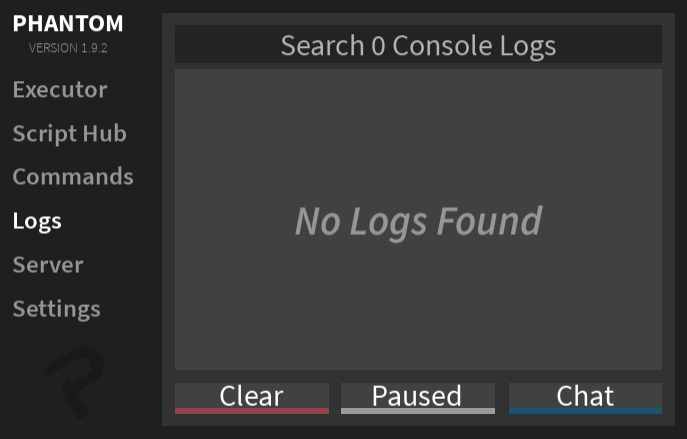 PHANTOM
VERSION 1.9.2
Executor
Script Hub
Commands
Logs
Server
Settings
Search 0 Console Logs
No Logs Found
Clear
Paused
Chat